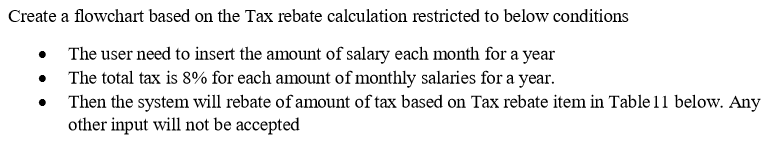 Create a flowchart based on the Tax rebate calculation restricted to below conditions
• The user need to insert the amount of salary each month for a year
• The total tax is 8% for each amount of monthly salaries for a year.
• Then the system will rebate of amount of tax based on Tax rebate item in Table 11 below. Any
other input will not be accepted